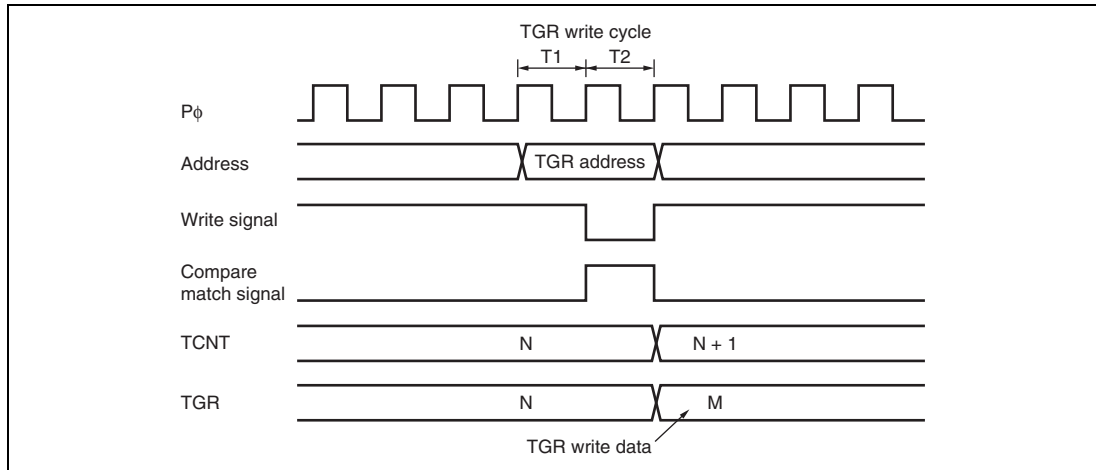 TGR write cycle
T1 T2
Pφ
Address TGR address
Write signal
Compare
match signal
TCNT N N + 1
TGR N M
TGR write data